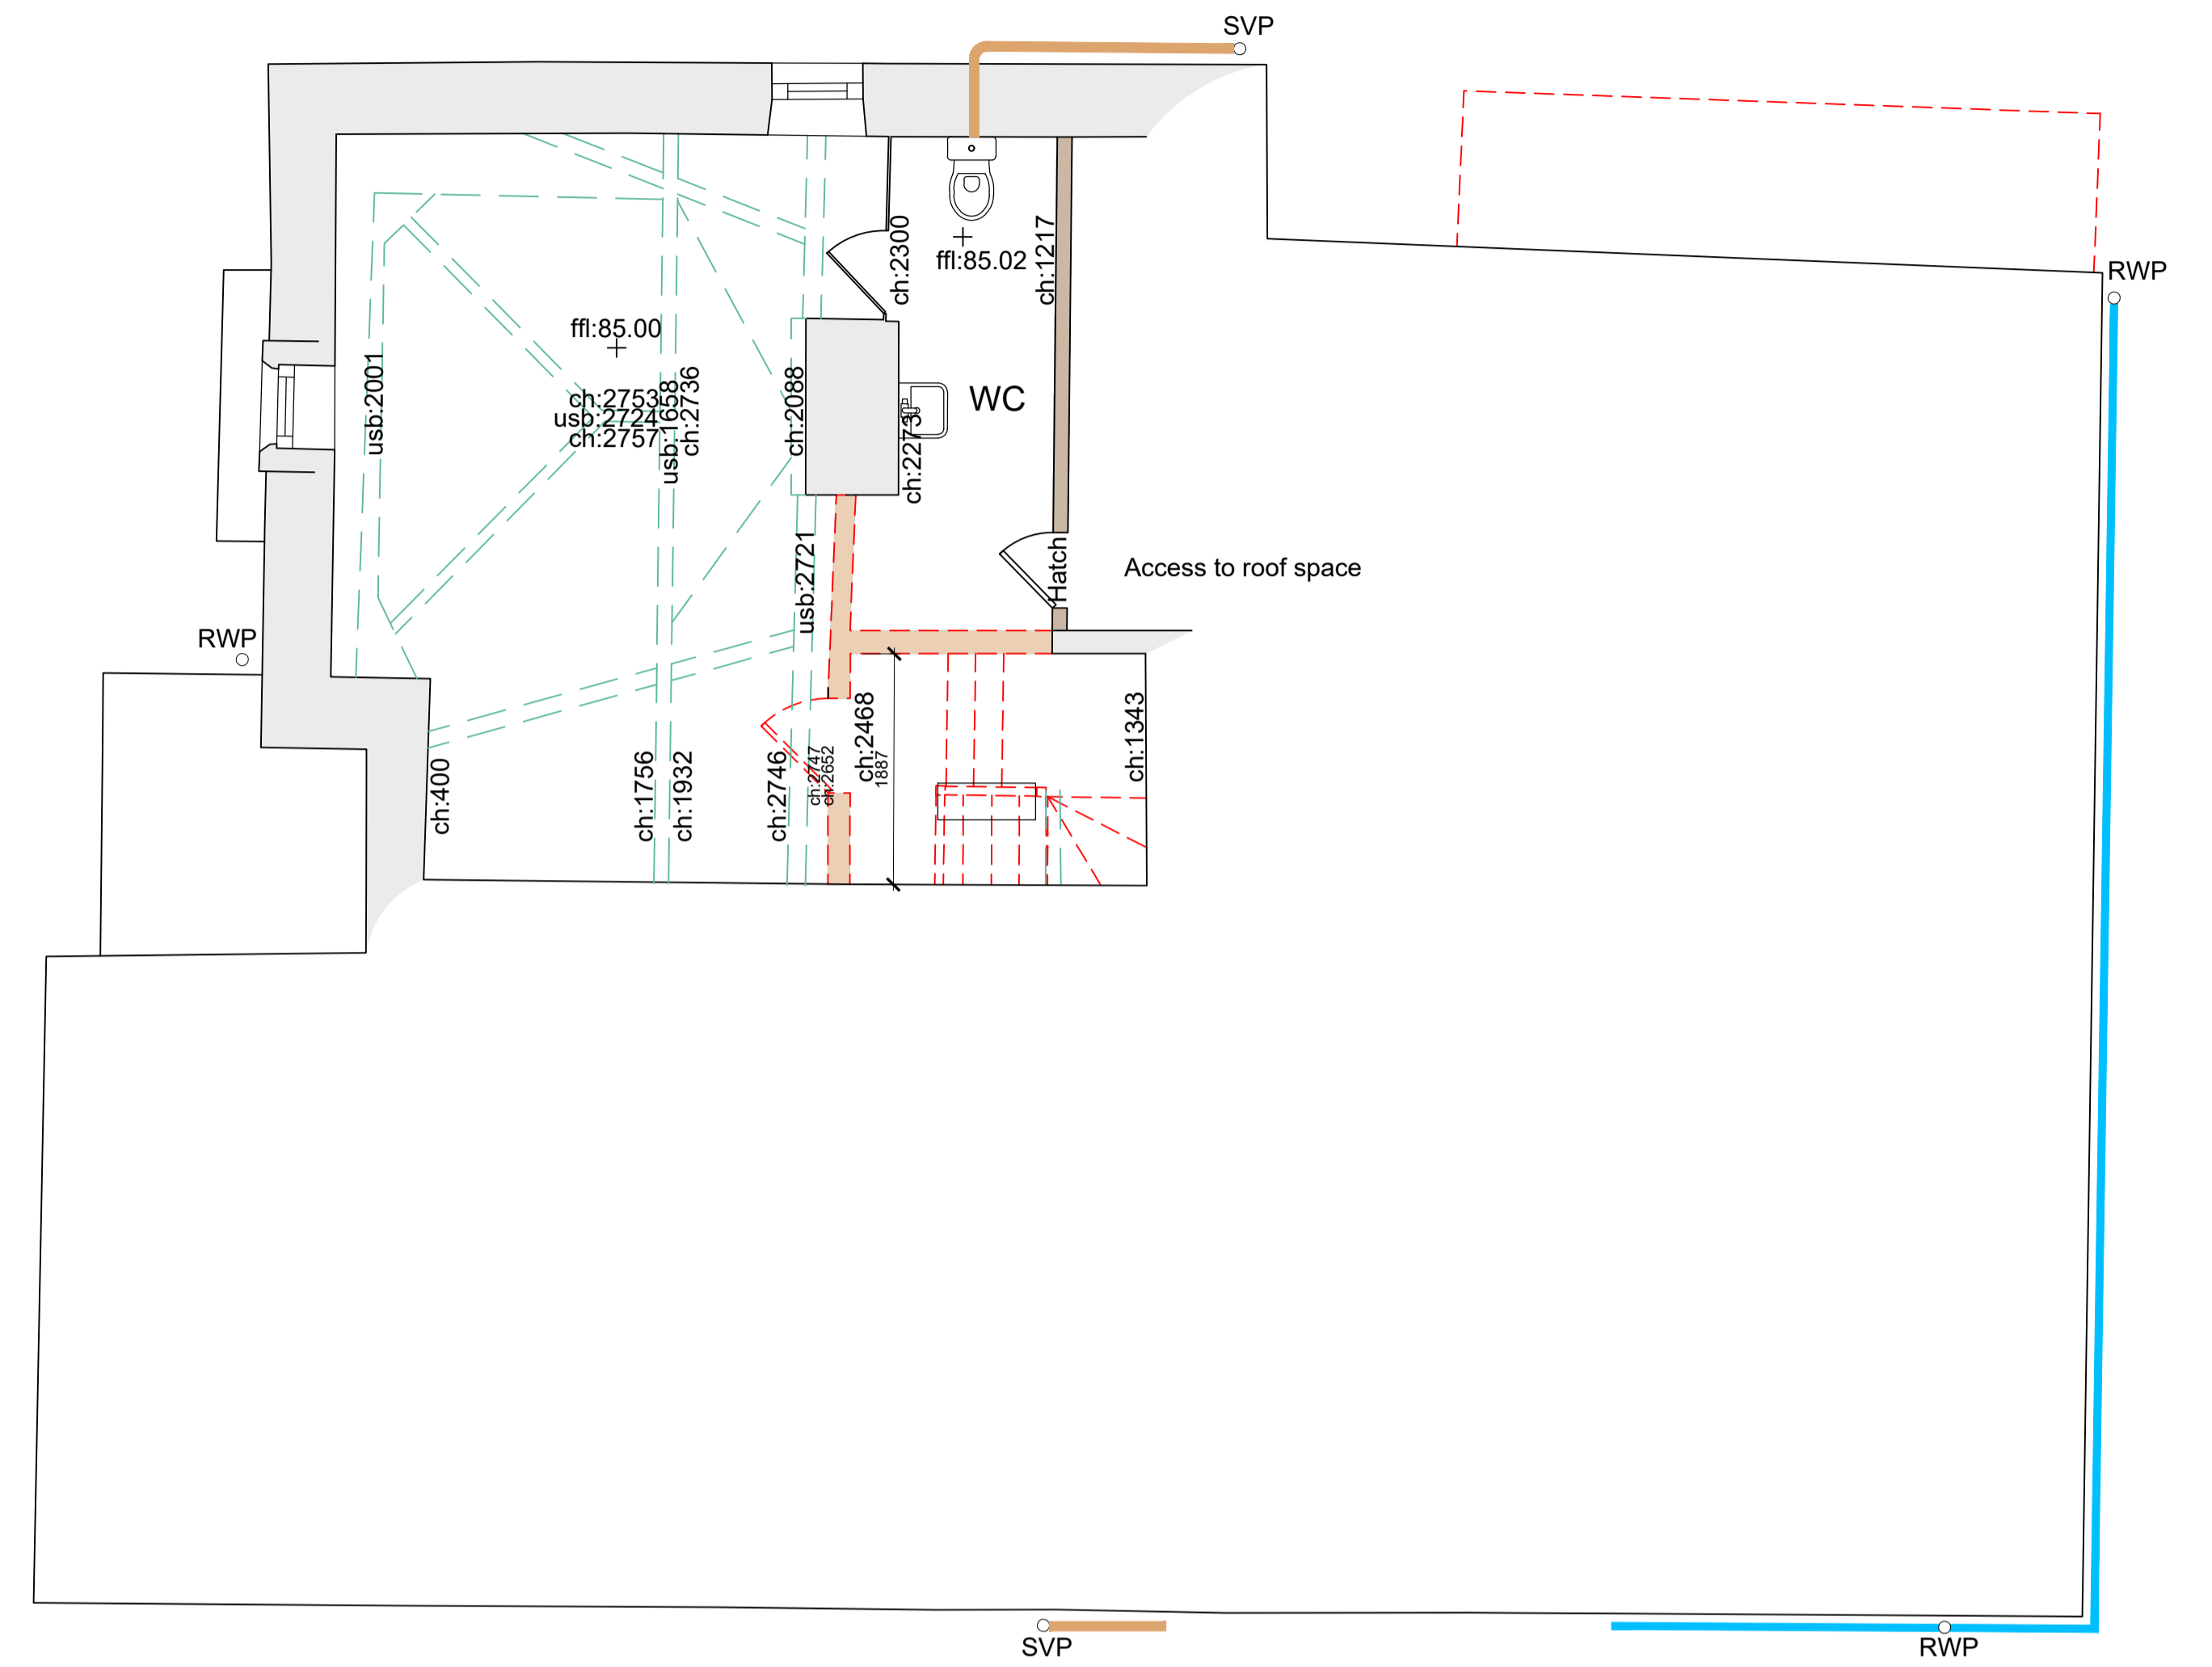 SVP
ch:2300
ffl:85.02
ch:1217
RWP
ffl:85.00
usb:2001
ch:2753
usb:2724
ch:2757
usb:1658
ch:2736
ch:2088
WC
ch:2273
usb:2721
Hatch
Access to roof space
RWP
ch:400
ch:1756
ch:1932
ch:2746
ch:2747
ch:2652
ch:2468
1887
ch:1343
SVP
RWP